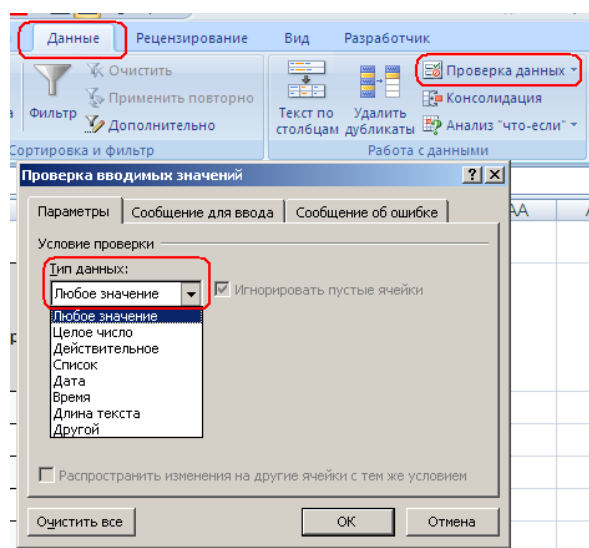 Данные Рецензирование Вид Разработчик
Очистить
Применить повторно
Фильтр
Дополнительно
Текст по столбцам
Удалить дубликаты
Проверка данных
Консолидация
Анализ "что-если"
Сортировка и фильтр
Работа с данными
Проверка вводимых значений
AA
Параметры Сообщение для ввода Сообщение об ошибке
Условие проверки
Тип данных:
Любое значение
Игнорировать пустые ячейки
Любое значение
Целое число
Действительное
Список
Дата
Время
Длина текста
Другой
Распространить изменения на другие ячейки с тем же условием
Очистить все ОК Отмена